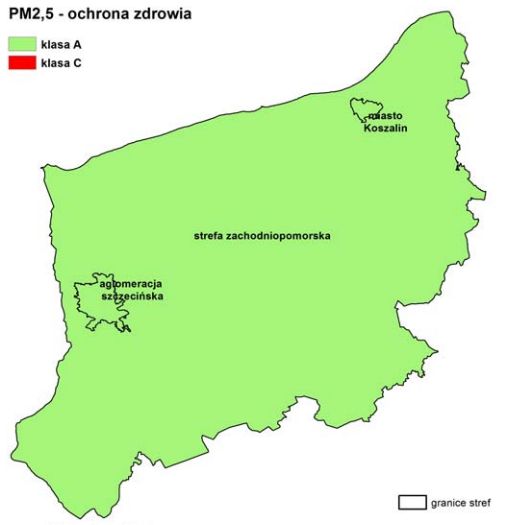 PM2,5 - ochrona zdrowia
klasa A
klasa C
miasto
Koszalin
strefa zachodniopomorska
aglomeracja
szczecińska
granice stref